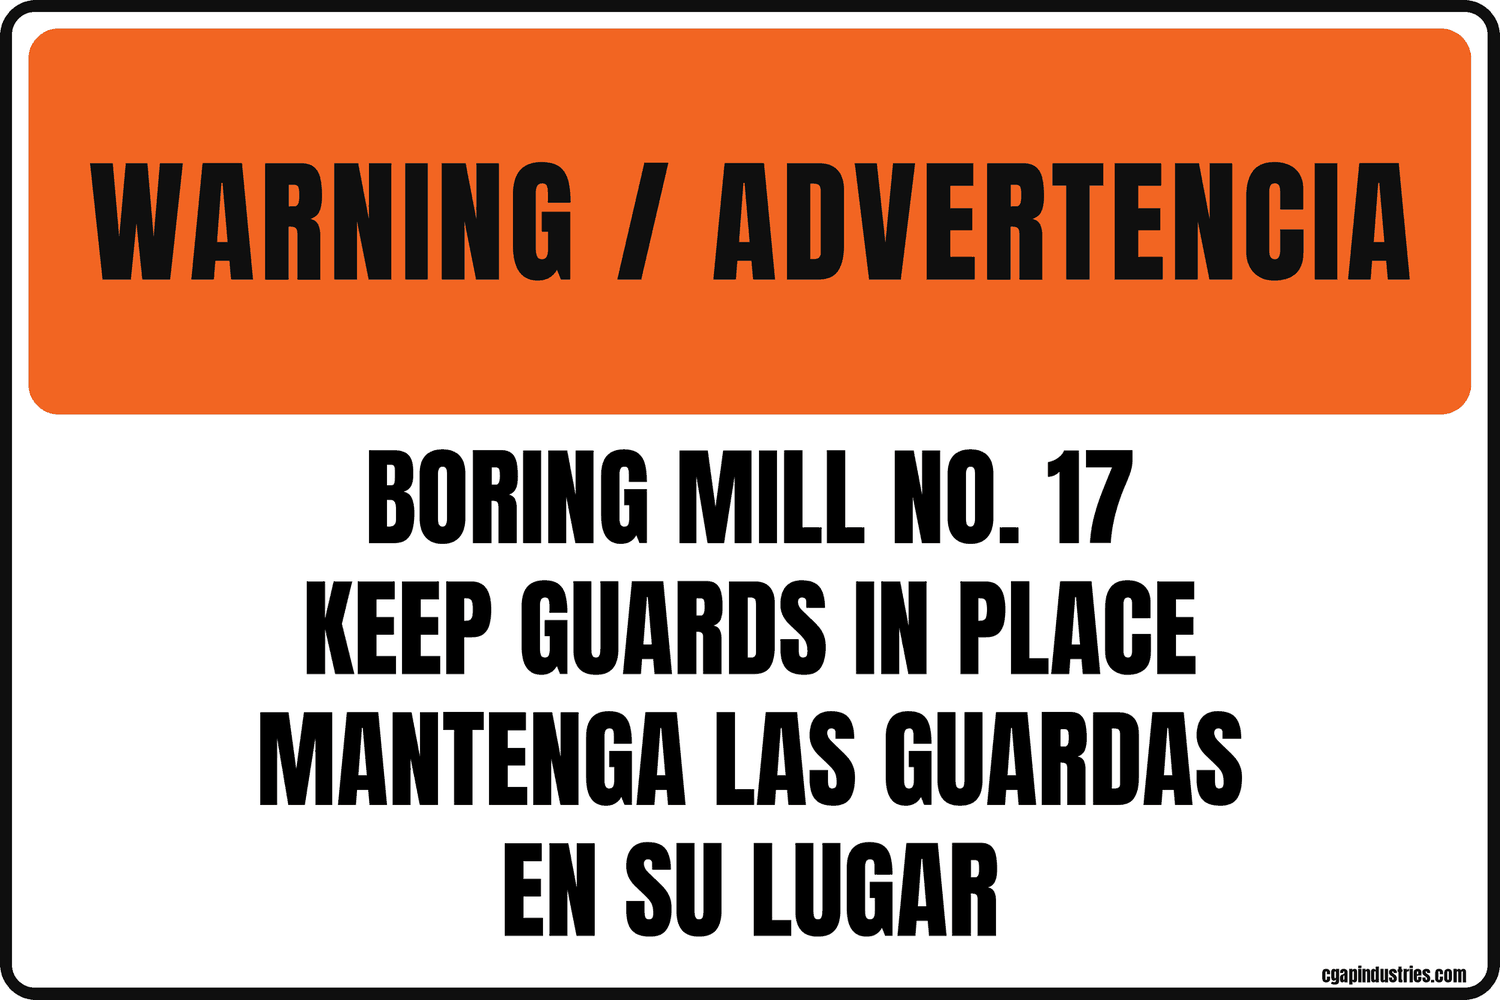 WARNING / ADVERTENCIA
BORING MILL NO. 17
KEEP GUARDS IN PLACE
MANTENGA LAS GUARDAS
EN SU LUGAR
cgapindustries.com